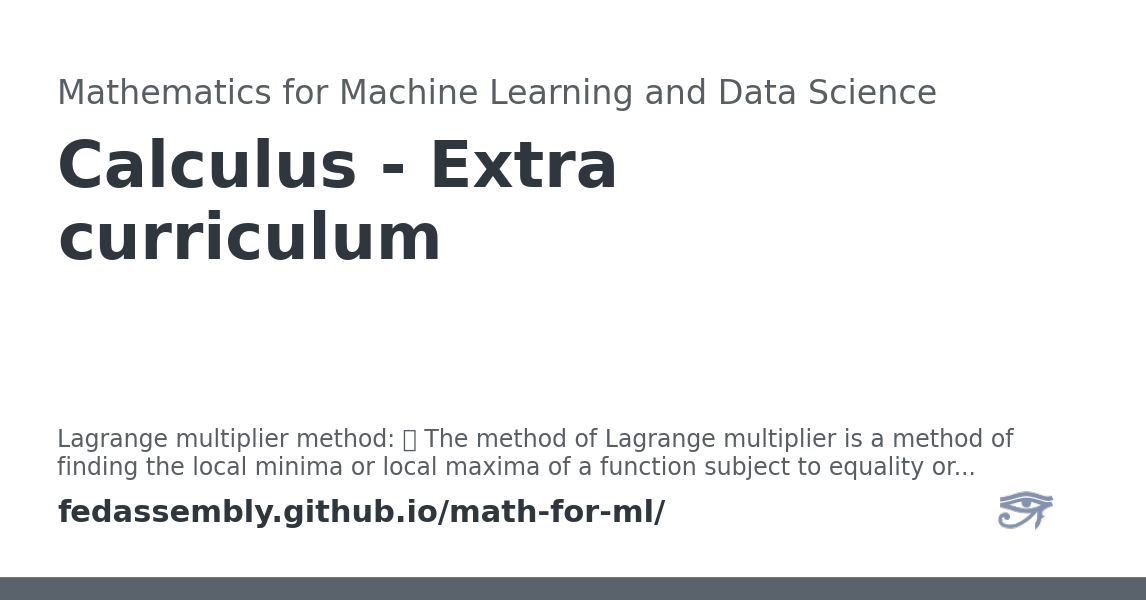 Mathematics for Machine Learning and Data Science
Calculus - Extra
curriculum
Lagrange multiplier method: ▯ The method of Lagrange multiplier is a method of
finding the local minima or local maxima of a function subject to equality or...
fedassembly.github.io/math-for-ml/